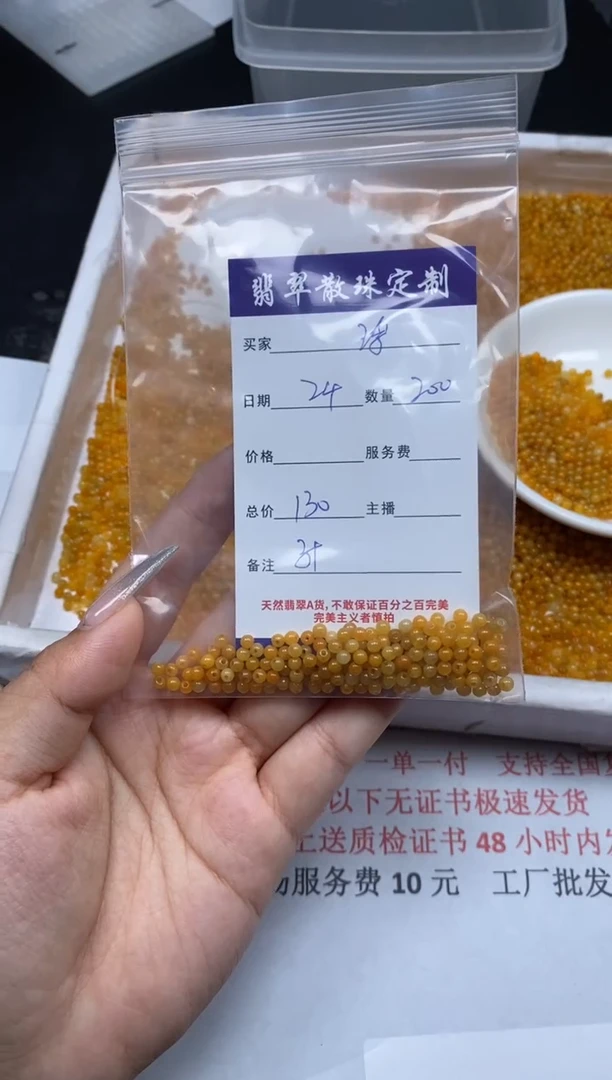 翡翠散珠定制
买家
日期 24 数量 200
价格 服务费
总价 130 主播
备注
天然翡翠A货,不敢保证百分之百完美
完美主义者慎拍
一单一付 支持全国
以下无证书极速发货
送质检证书 48 小时内
服务费 10 元 工厂批发